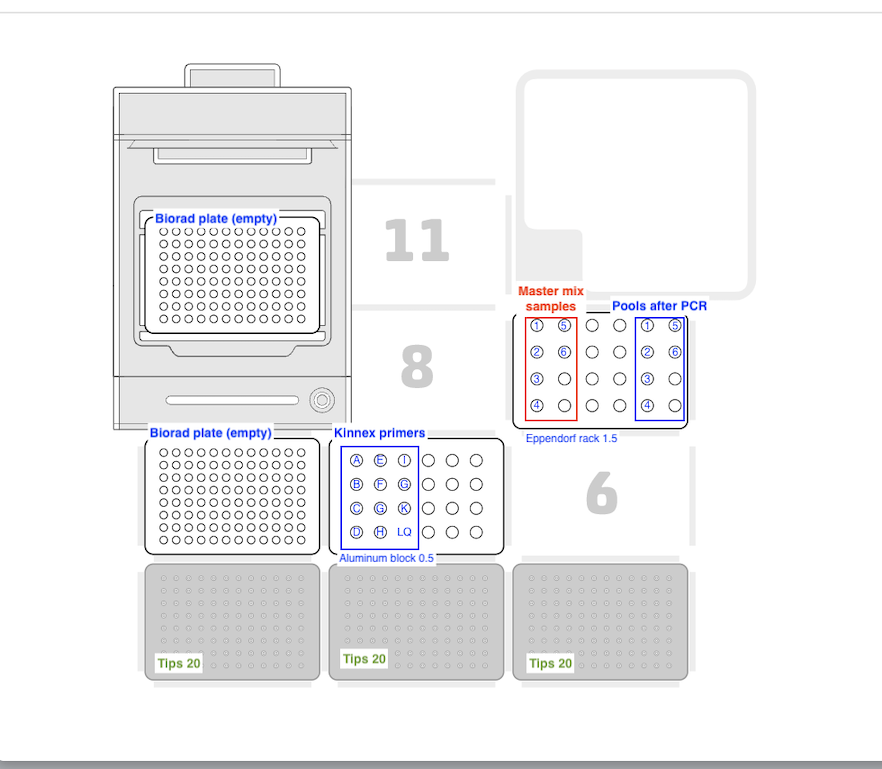 Biorad plate (empty)
11
Master mix
samples
Pools after PCR
1 5 1 5
2 6 2 6
3 3
4 4
8
Eppendorf rack 1.5
Biorad plate (empty)
Kinnex primers
A E I
B F G
C G K
D H LQ
6
Aluminum block 0.5
Tips 20
Tips 20
Tips 20